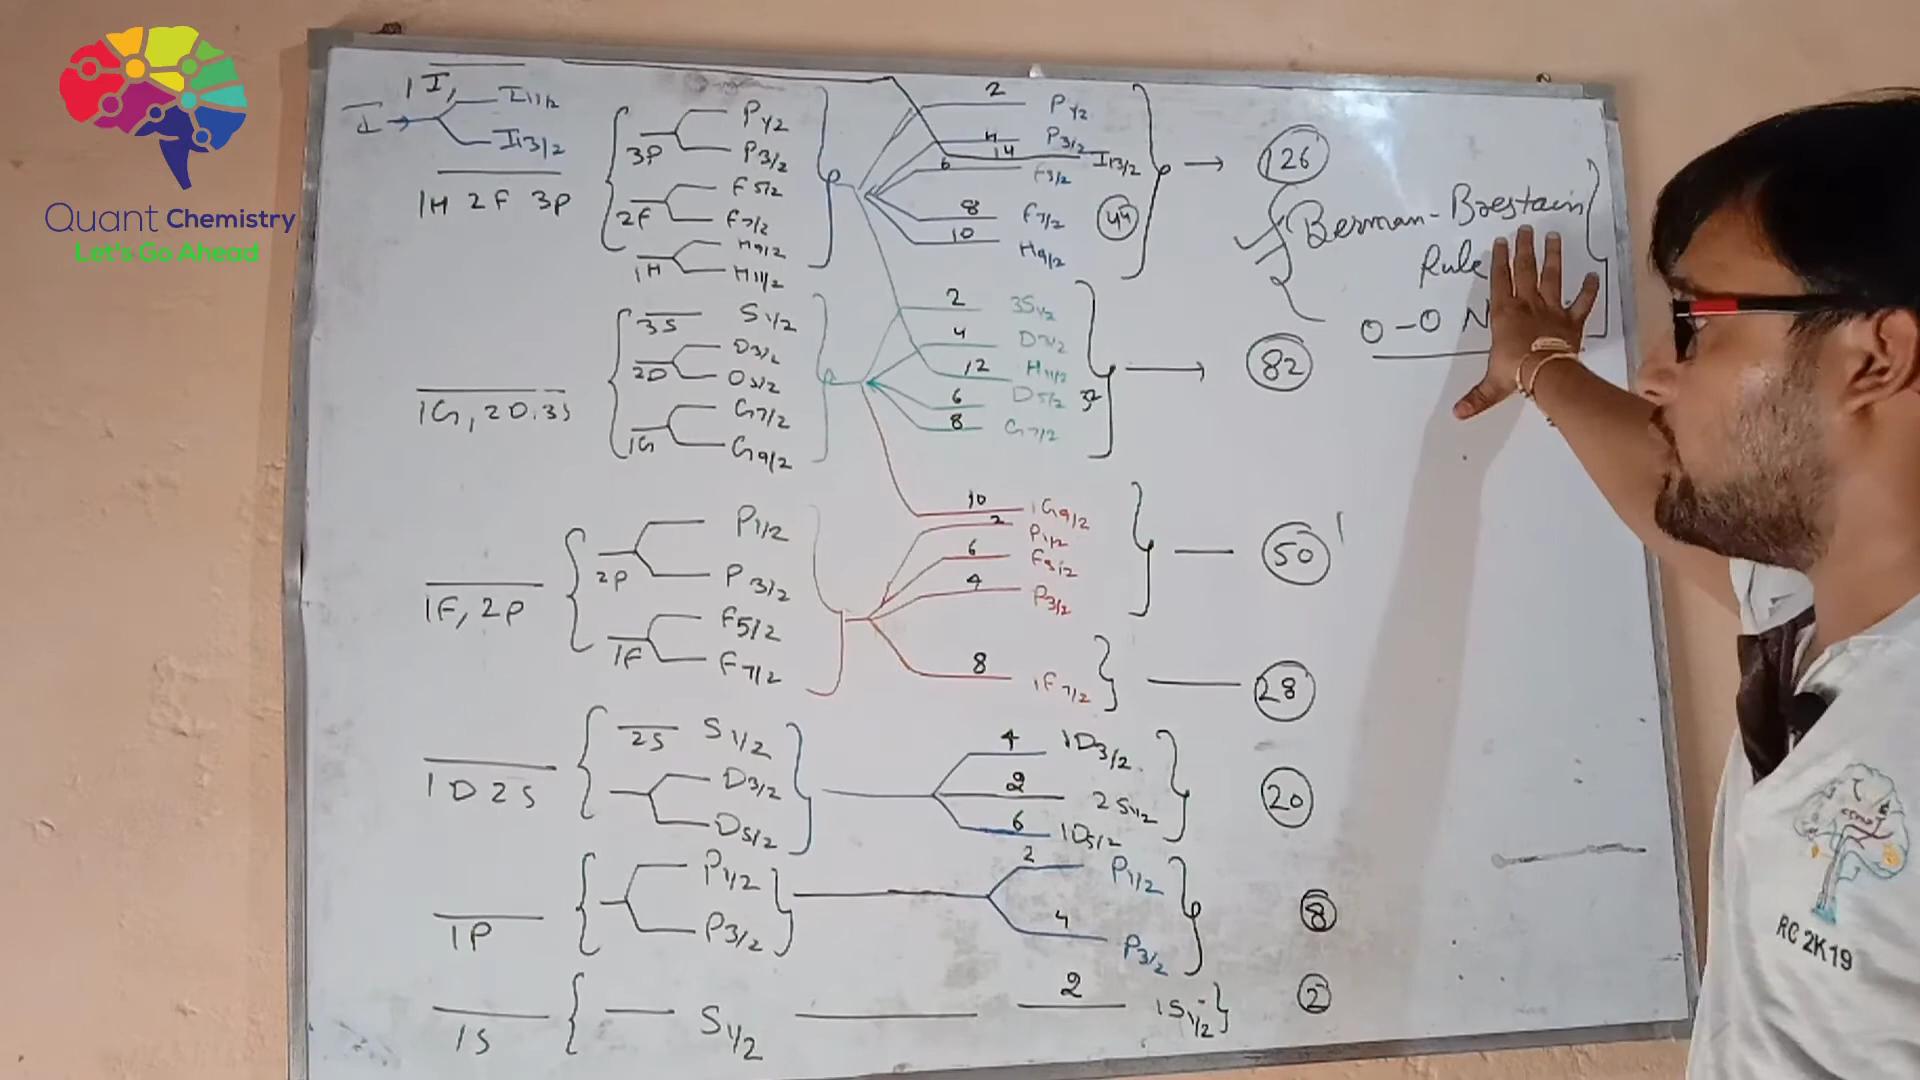 Quant Chemistry
Let's Go Ahead
1I,
I
I11/2
I13/2
1H 2F 3P
3P
P1/2
P3/2
2F
F5/2
F7/2
1H
H9/2
H11/2
2
P1/2
4
P3/2
14
I13/2
6
F5/2
8
F7/2
10
H9/2
44
126
Berman-Brestain
Rule
O-O N
1G, 2D.3S
3S
S1/2
2D
D3/2
D5/2
1G
G7/2
G9/2
2
3S1/2
4
D3/2
12
H11/2
6
D5/2
8
G7/2
32
82
1F, 2P
2P
P1/2
P3/2
1F
F5/2
F7/2
10
1G9/2
2
P1/2
6
F5/2
4
P3/2
50
8
1F7/2
28
1D 2S
2S
S1/2
D3/2
D5/2
4
1D3/2
2
2S1/2
6
1D5/2
20
1P
P1/2
P3/2
2
P1/2
4
P3/2
8
1S
S1/2
2
1S1/2
2
RC 2K19